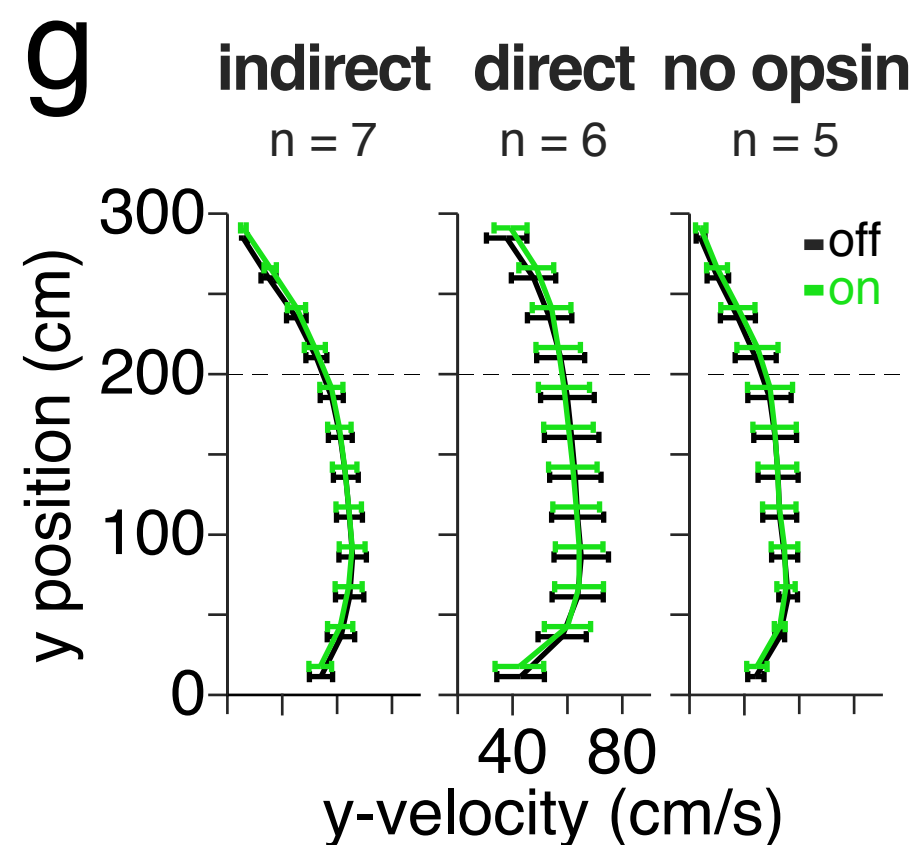 g
indirect direct no opsin
n = 7 n = 6 n = 5
300
200
100
0
y position (cm)
off
on
40 80
y-velocity (cm/s)